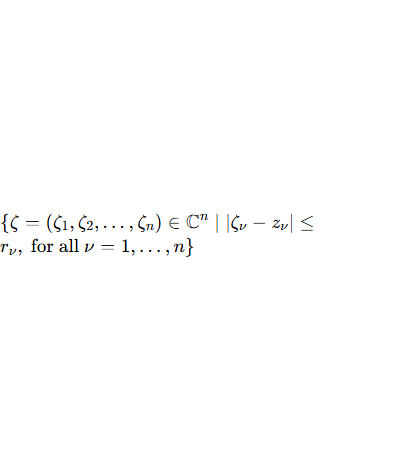 {ζ = (ζ₁, ζ₂, …, ζₙ) ∈ ℂⁿ | |ζ_ν − z_ν| ≤
r_ν, for all ν = 1, …, n}